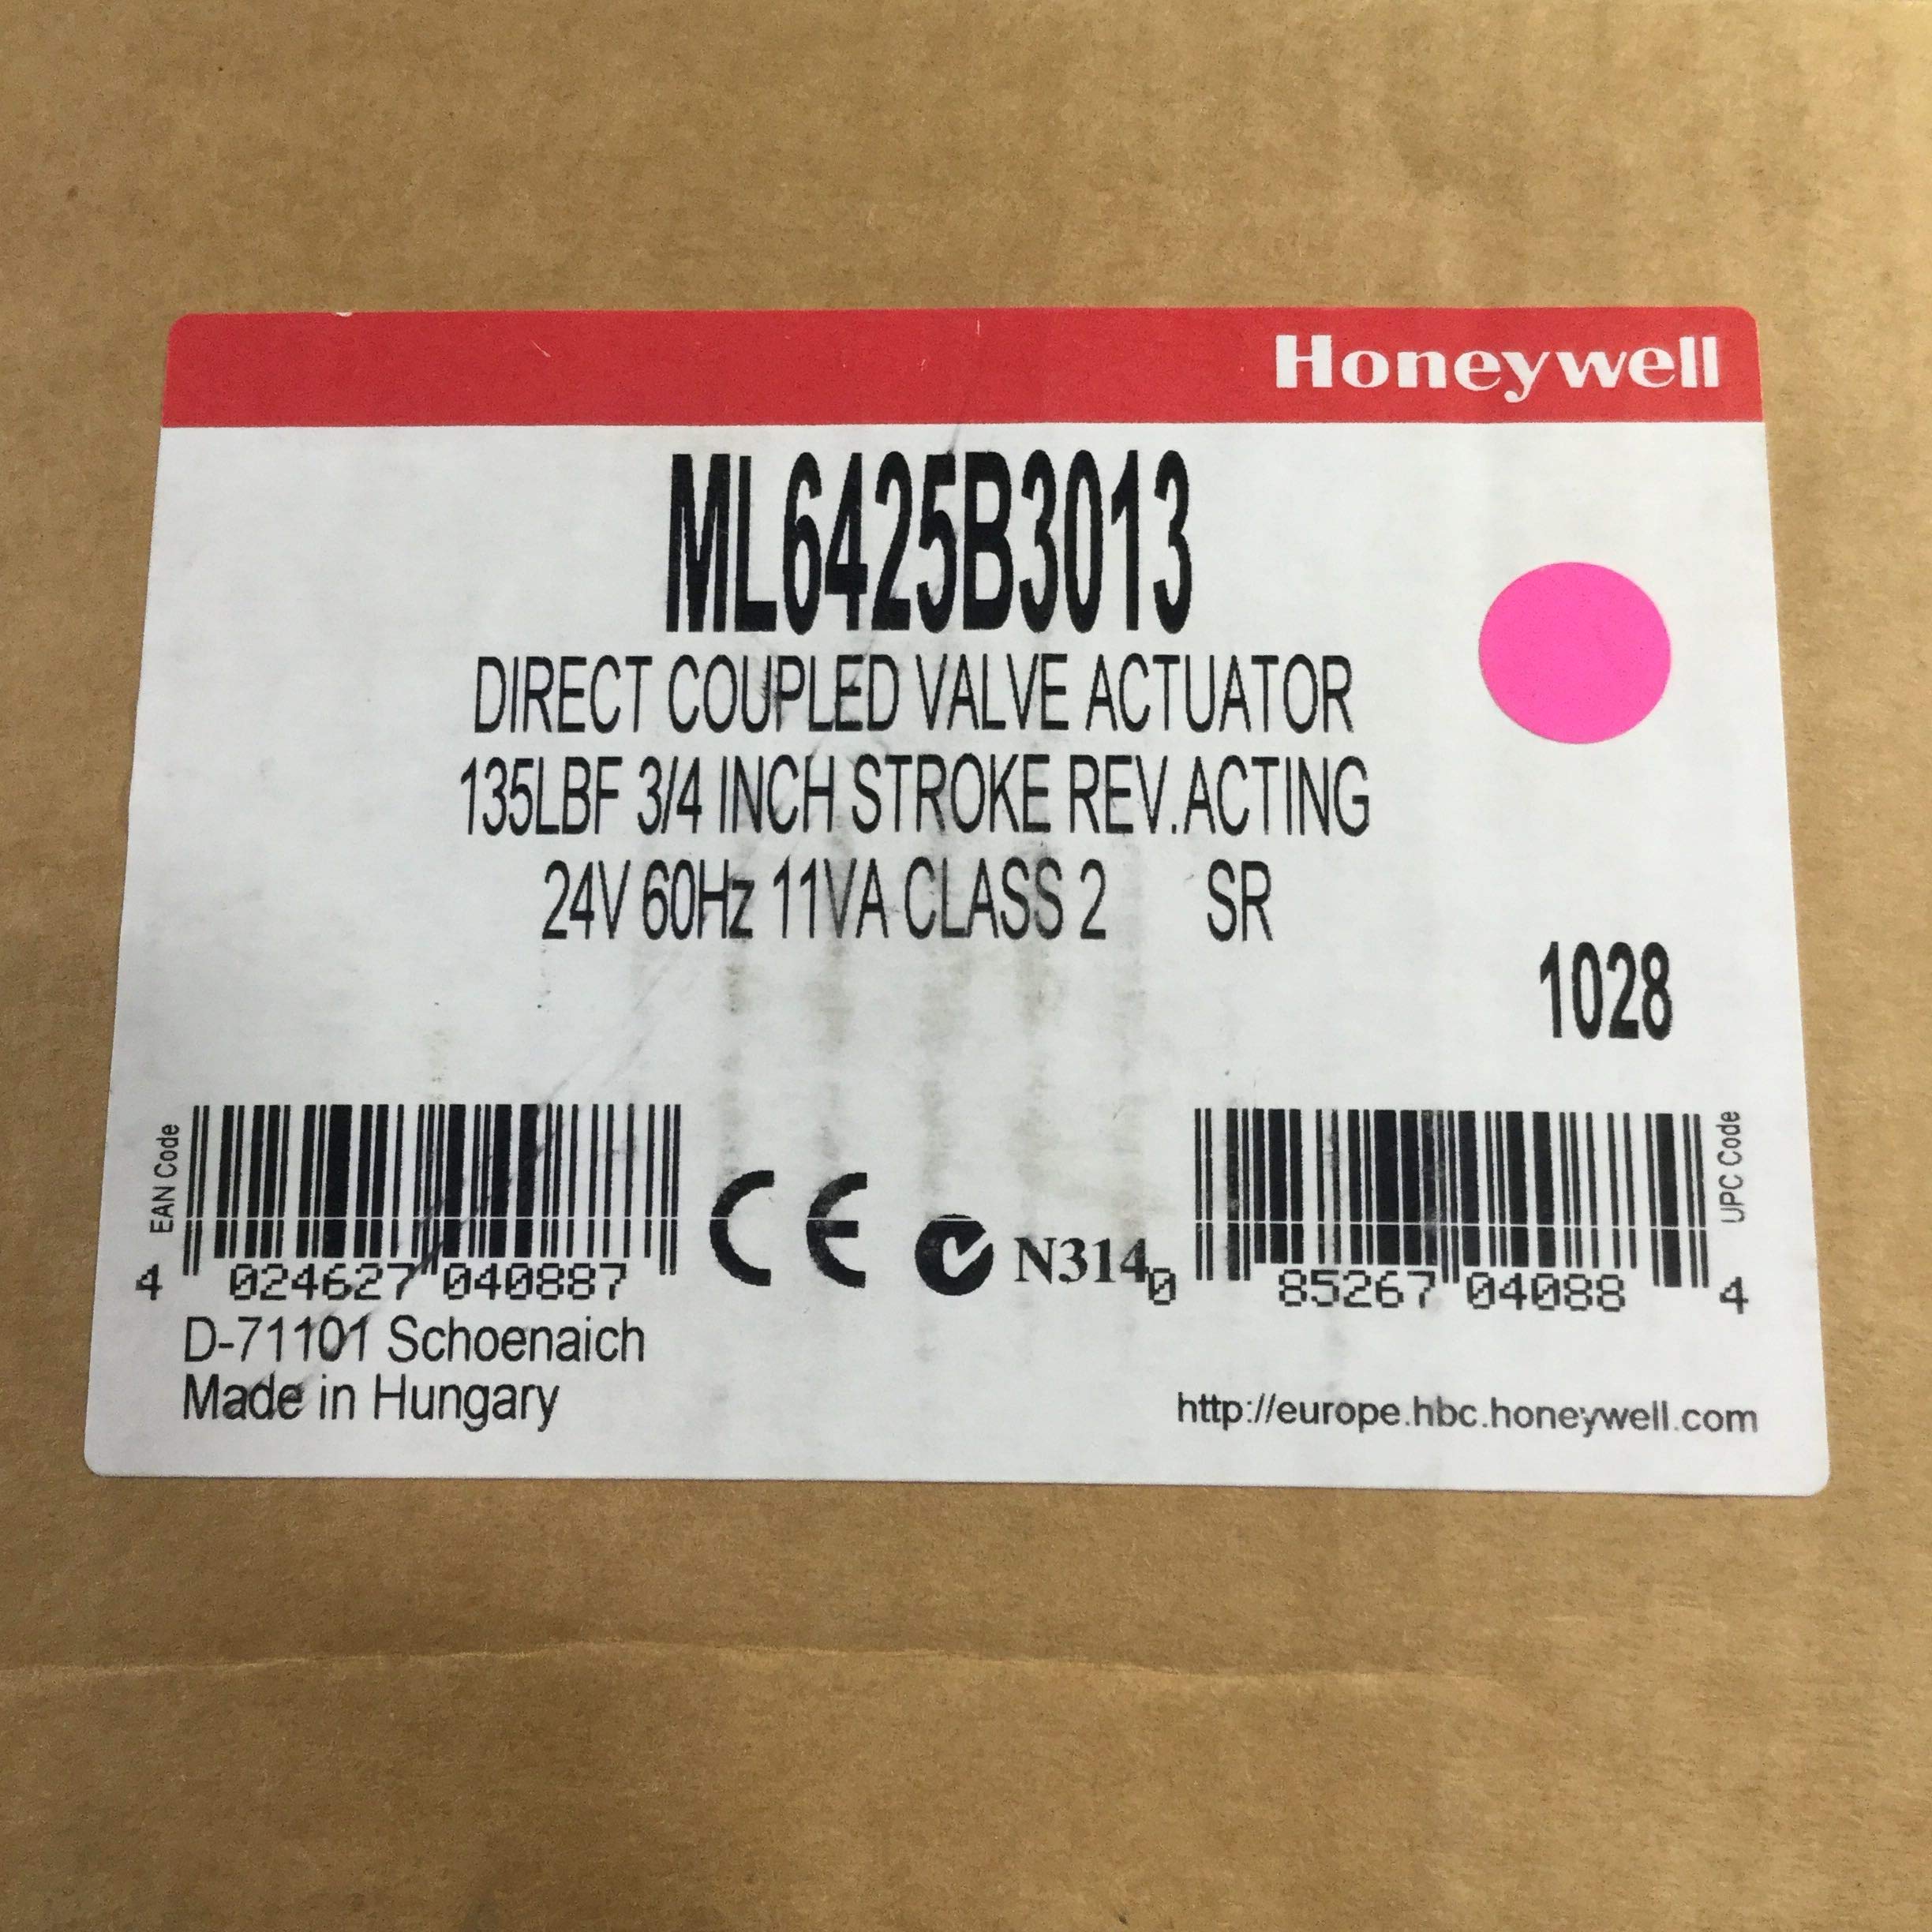 Honeywell
ML6425B3013
DIRECT COUPLED VALVE ACTUATOR
135LBF 3/4 INCH STROKE REV.ACTING
24V 60Hz 11VA CLASS 2 SR
1028
EAN Code
4 024627 040887
CE
N314
0 85267 04088 4
UPC Code
D-71101 Schoenaich
Made in Hungary
http://europe.hbc.honeywell.com